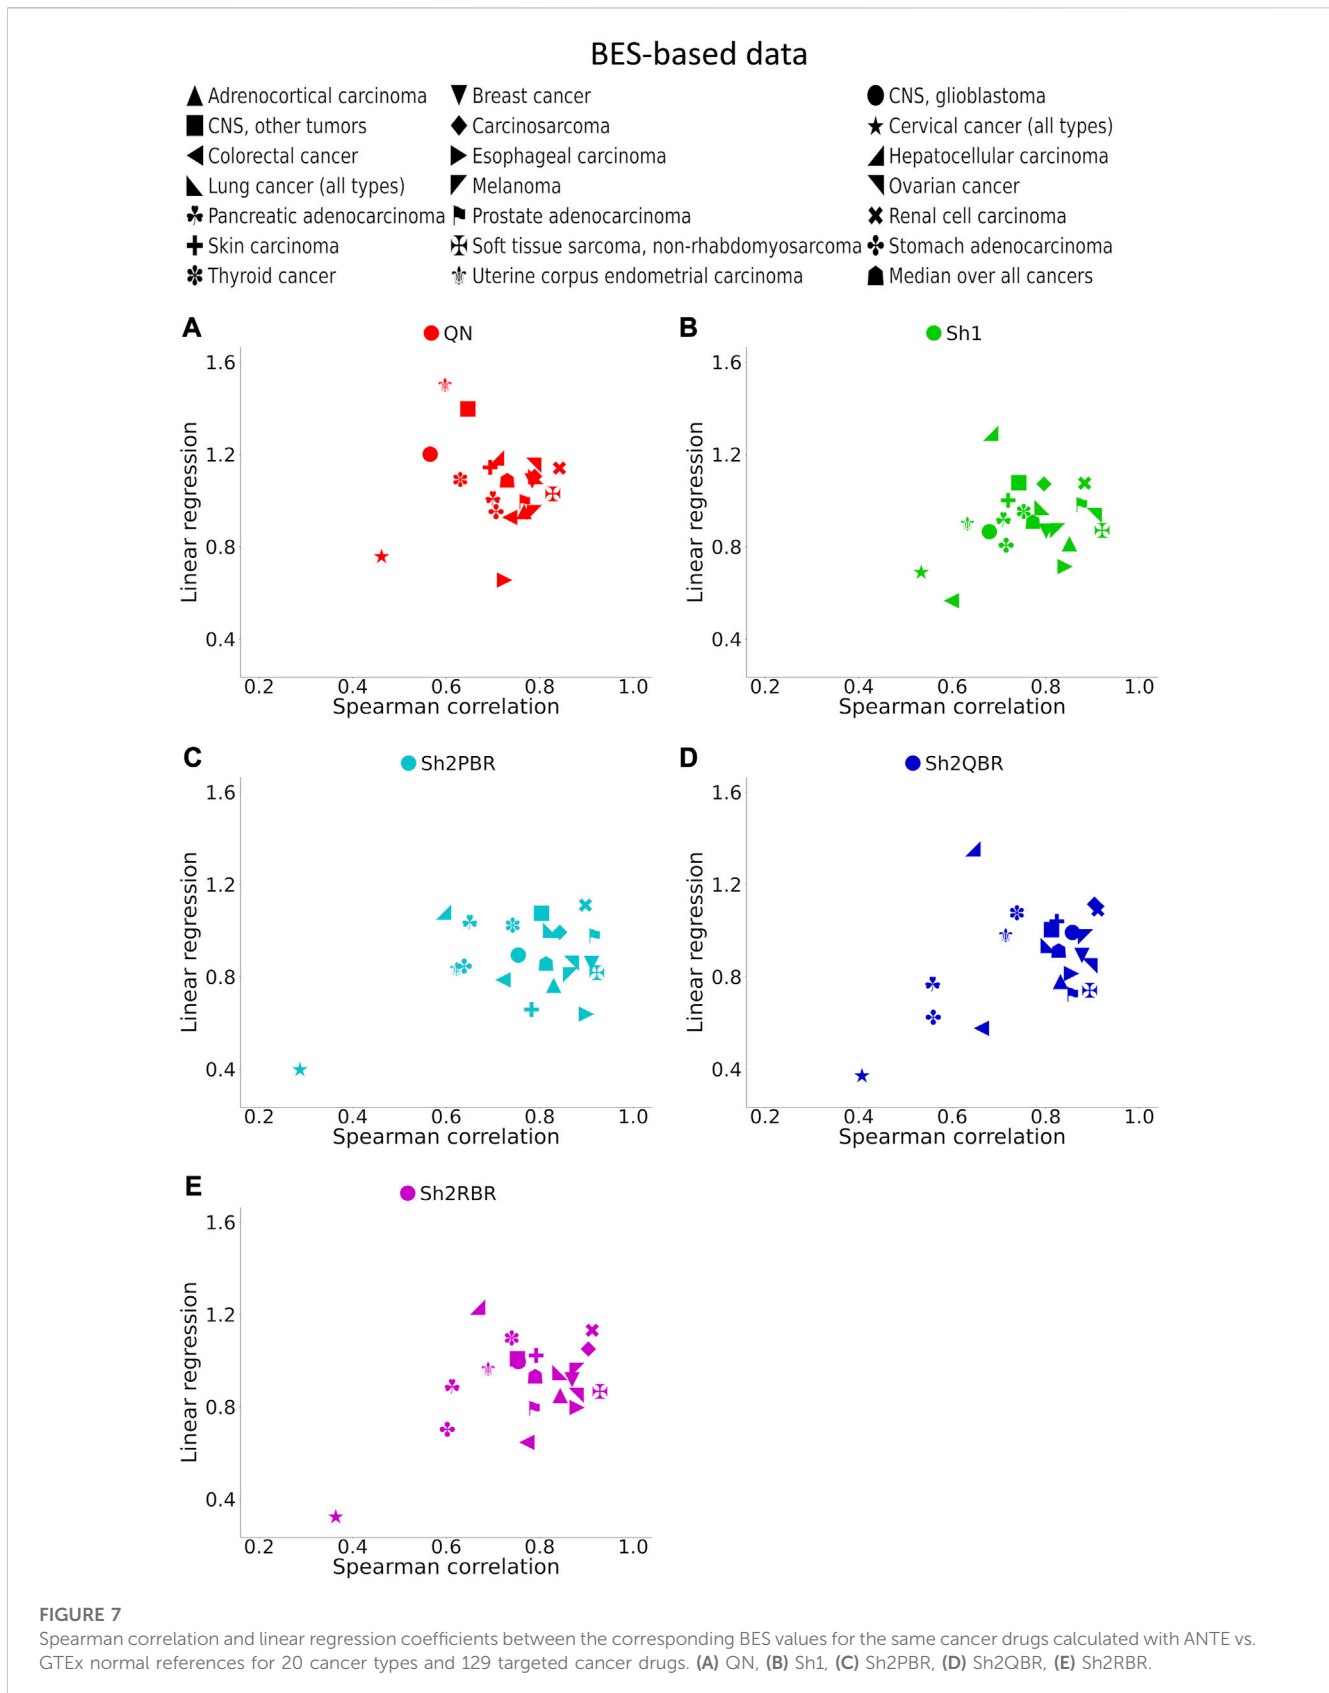 BES-based data
Adrenocortical carcinoma Breast cancer CNS, glioblastoma
CNS, other tumors Carcinosarcoma Cervical cancer (all types)
Colorectal cancer Esophageal carcinoma Hepatocellular carcinoma
Lung cancer (all types) Melanoma Ovarian cancer
Pancreatic adenocarcinoma Prostate adenocarcinoma Renal cell carcinoma
Skin carcinoma Soft tissue sarcoma, non-rhabdomyosarcoma Stomach adenocarcinoma
Thyroid cancer Uterine corpus endometrial carcinoma Median over all cancers
A
QN
1.6
1.2
0.8
0.4
Linear regression
0.2 0.4 0.6 0.8 1.0
Spearman correlation
B
Sh1
1.6
1.2
0.8
0.4
Linear regression
0.2 0.4 0.6 0.8 1.0
Spearman correlation
C
Sh2PBR
1.6
1.2
0.8
0.4
Linear regression
0.2 0.4 0.6 0.8 1.0
Spearman correlation
D
Sh2QBR
1.6
1.2
0.8
0.4
Linear regression
0.2 0.4 0.6 0.8 1.0
Spearman correlation
E
Sh2RBR
1.6
1.2
0.8
0.4
Linear regression
0.2 0.4 0.6 0.8 1.0
Spearman correlation
FIGURE 7
Spearman correlation and linear regression coefficients between the corresponding BES values for the same cancer drugs calculated with ANTE vs.
GTEx normal references for 20 cancer types and 129 targeted cancer drugs. (A) QN, (B) Sh1, (C) Sh2PBR, (D) Sh2QBR, (E) Sh2RBR.